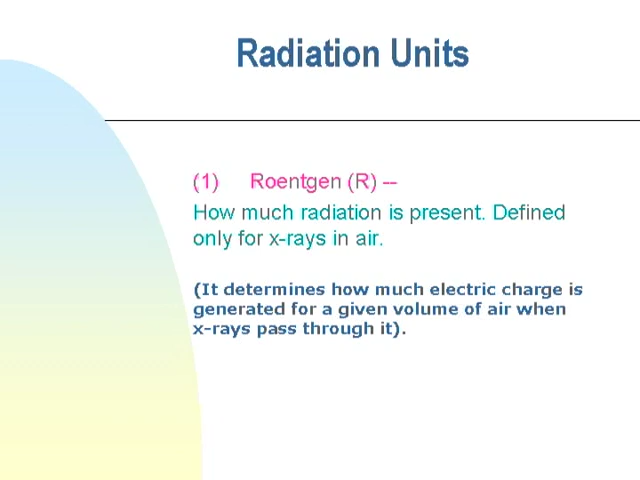 Radiation Units
(1) Roentgen (R) --
How much radiation is present. Defined
only for x-rays in air.
(It determines how much electric charge is
generated for a given volume of air when
x-rays pass through it).